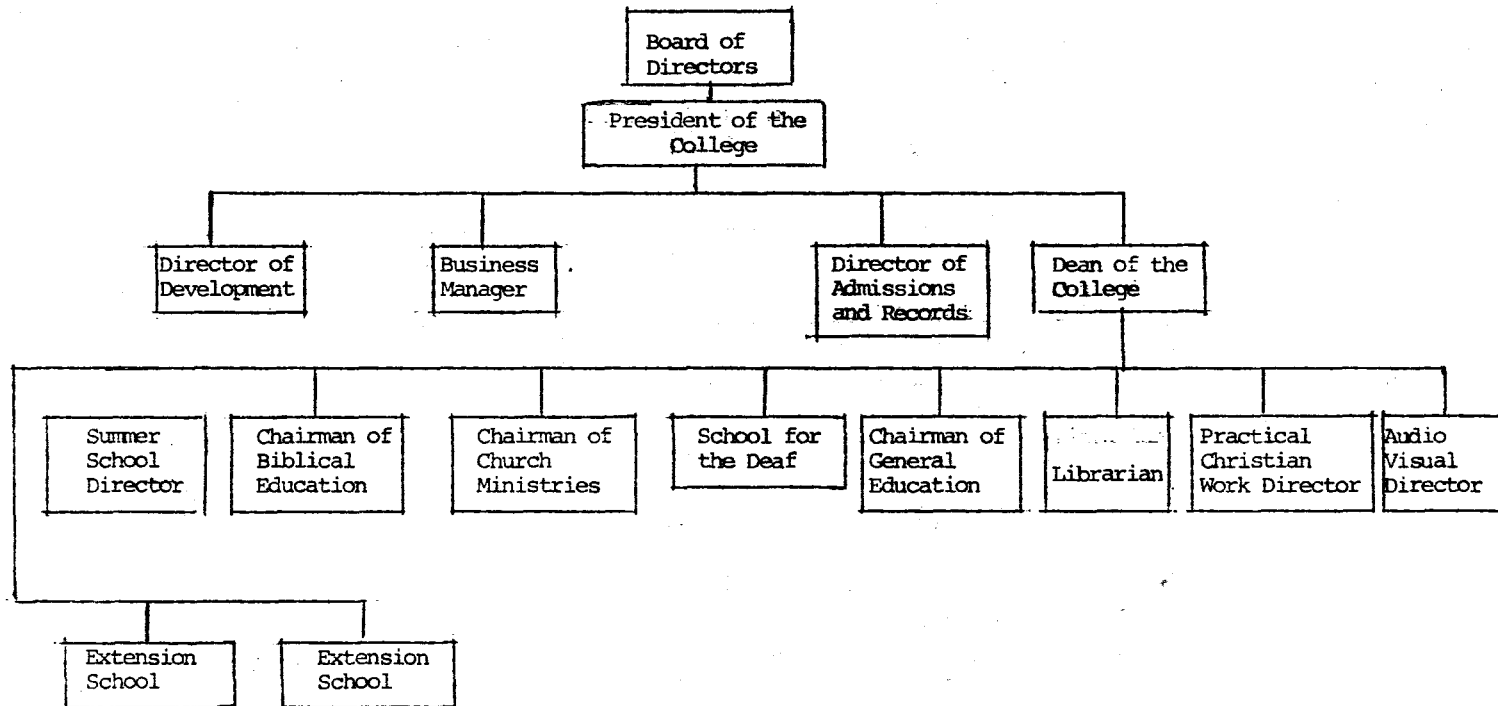 Board of
Directors
President of the
College
Director of
Development
Business
Manager
Director of
Admissions
and Records
Dean of the
College
Summer
School
Director
Chairman of
Biblical
Education
Chairman of
Church
Ministries
School for
the Deaf
Chairman of
General
Education
Librarian
Practical
Christian
Work Director
Audio
Visual
Director
Extension
School
Extension
School